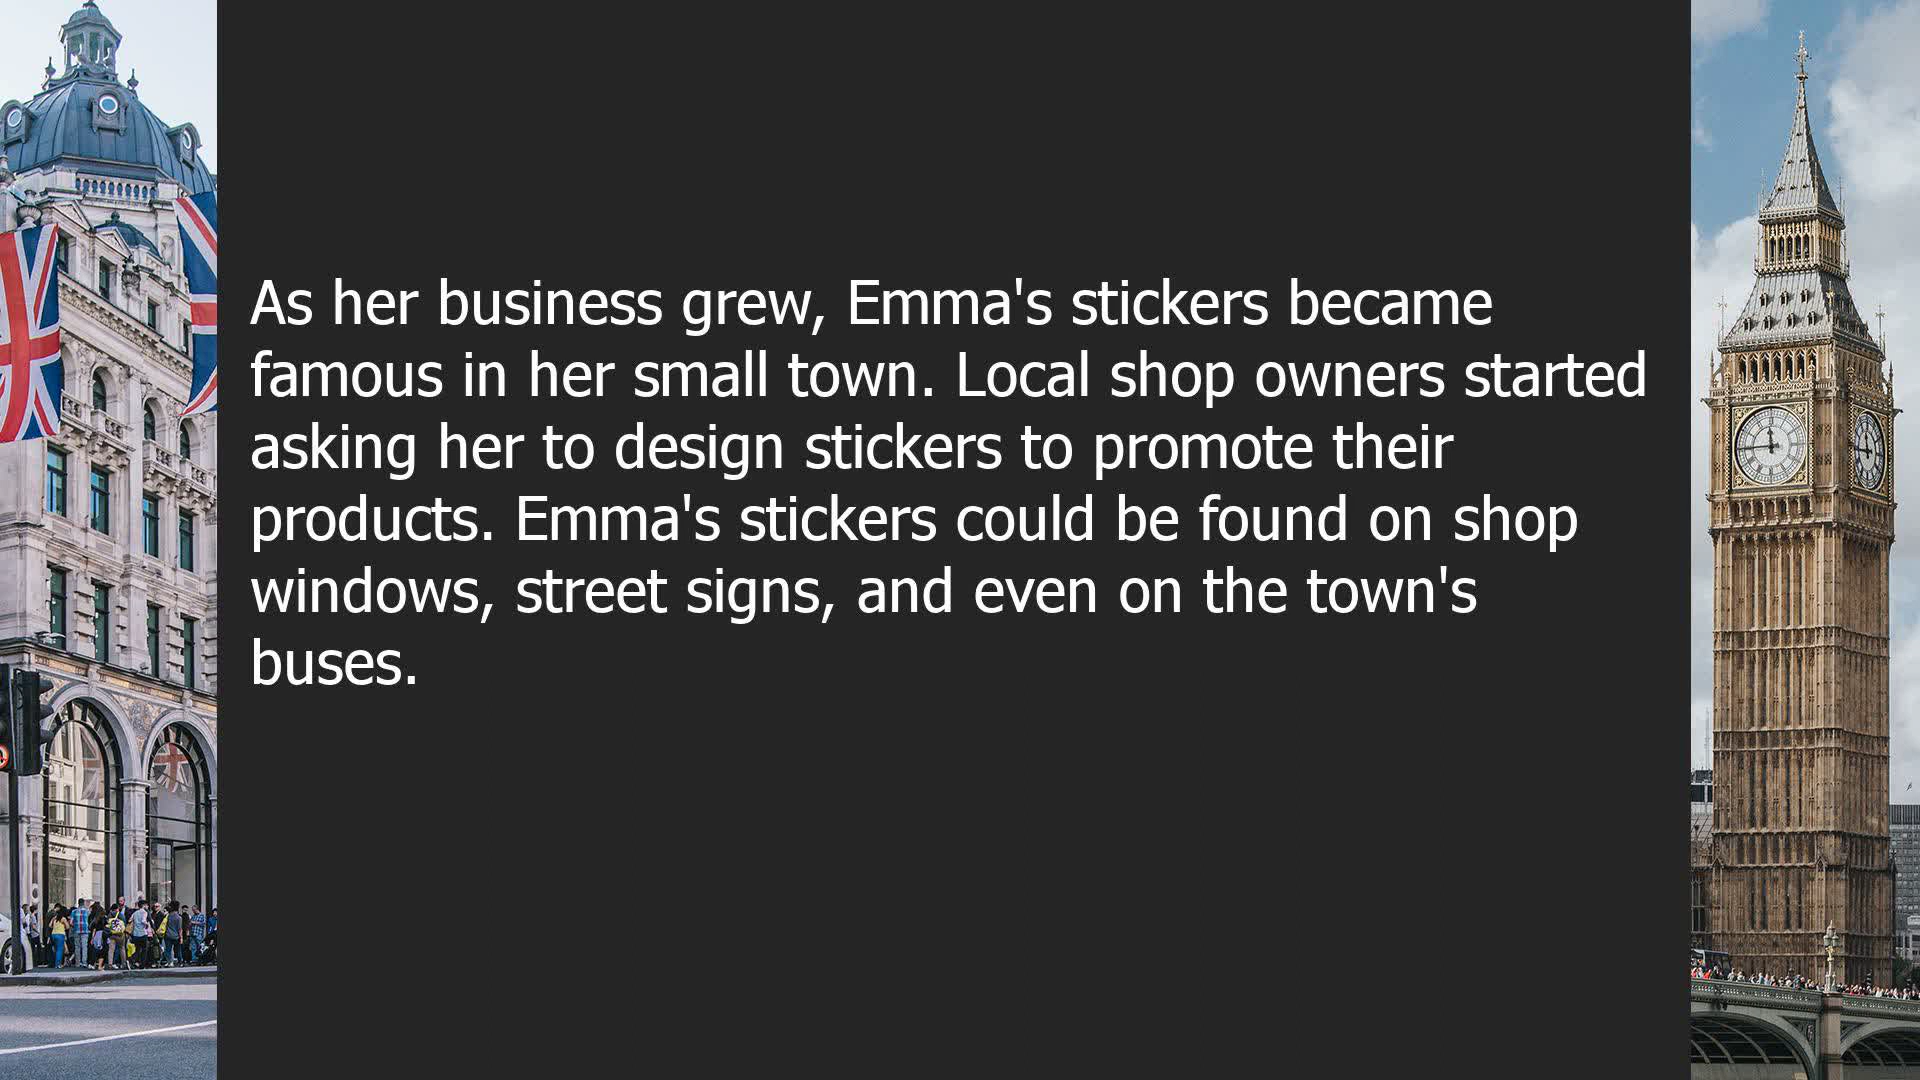 As her business grew, Emma's stickers became
famous in her small town. Local shop owners started
asking her to design stickers to promote their
products. Emma's stickers could be found on shop
windows, street signs, and even on the town's
buses.